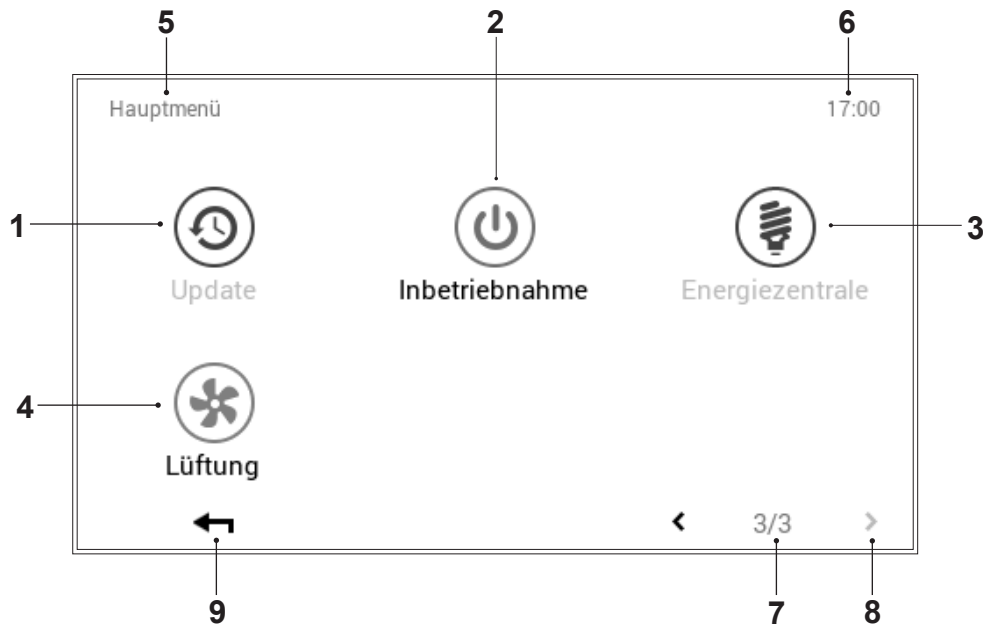 5 2 6
Hauptmenü 17:00
1 3
Update Inbetriebnahme Energiezentrale
4
Lüftung
3/3
9 7 8